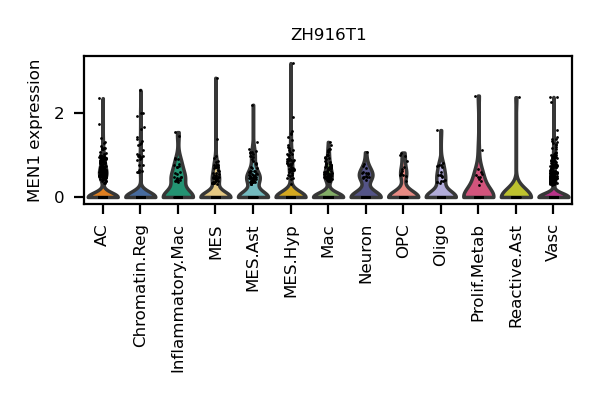 ZH916T1
MEN1 expression
2
0
AC
Chromatin.Reg
Inflammatory.Mac
MES
MES.Ast
MES.Hyp
Mac
Neuron
OPC
Oligo
Prolif.Metab
Reactive.Ast
Vasc